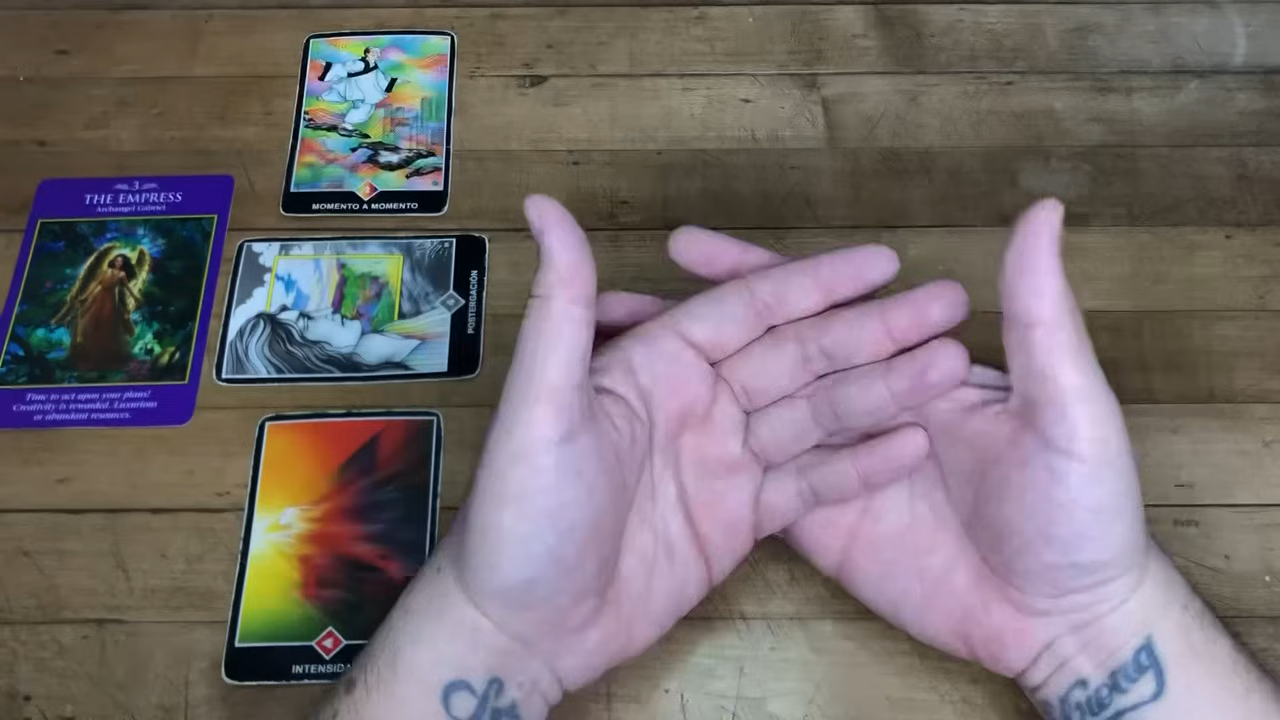 MOMENTO A MOMENTO
3
THE EMPRESS
Archangel Gabriel
Time to act upon your plans!
Creativity is rewarded. Luxurious
or abundant resources.
POSTERGACIÓN
INTENSIDA